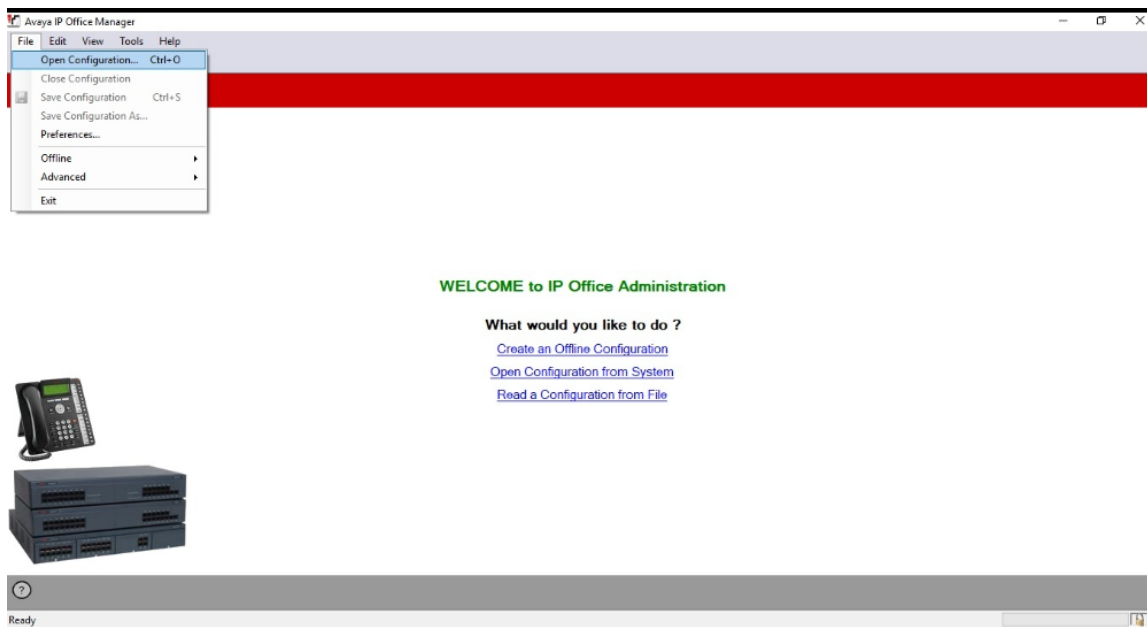 Avaya IP Office Manager
File Edit View Tools Help
Open Configuration... Ctrl+O
Close Configuration
Save Configuration Ctrl+S
Save Configuration As...
Preferences...
Offline
Advanced
Exit
WELCOME to IP Office Administration
What would you like to do ?
Create an Offline Configuration
Open Configuration from System
Read a Configuration from File
Ready